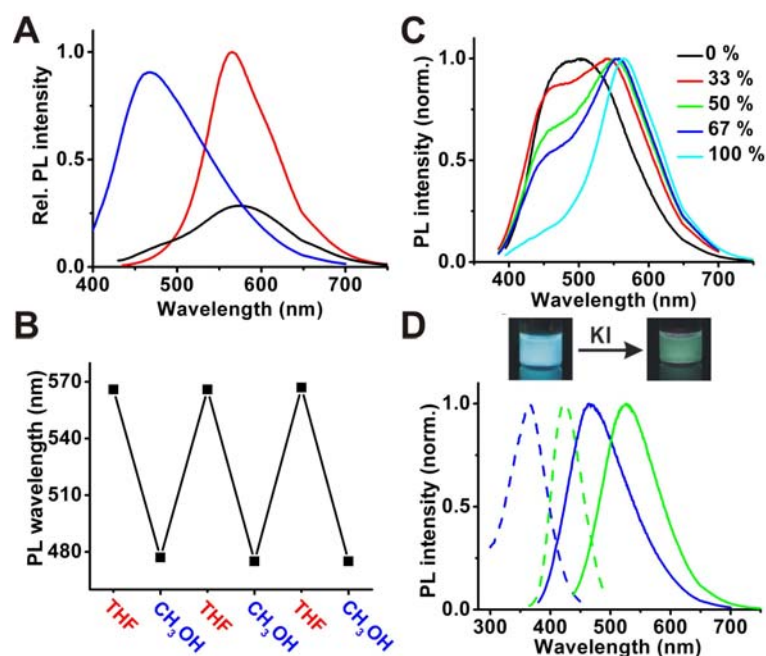 A
Rel. PL intensity
1.0
0.5
0.0
400 500 600 700
Wavelength (nm)
C
PL intensity (norm.)
1.0
0.5
0.0
0 %
33 %
50 %
67 %
100 %
400 500 600 700
Wavelength (nm)
B
PL wavelength (nm)
570
540
510
480
THF CH3OH THF CH3OH THF CH3OH
D
KI
PL intensity (norm.)
1.0
0.5
0.0
300 400 500 600 700
Wavelength (nm)